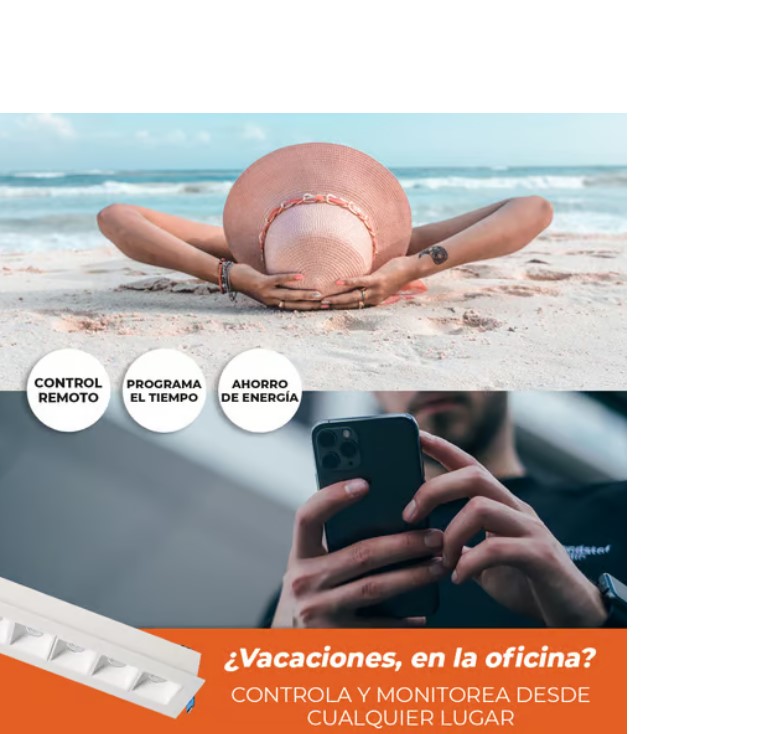 CONTROL
REMOTO
PROGRAMA
EL TIEMPO
AHORRO
DE ENERGÍA
¿Vacaciones, en la oficina?
CONTROLA Y MONITOREA DESDE
CUALQUIER LUGAR